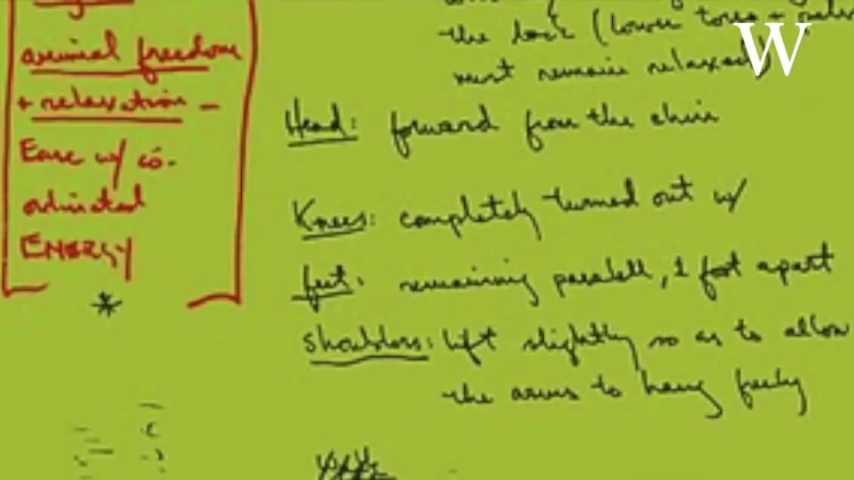 animal freedom
+ relaxation –
Ease w/ co-
ordinated
ENERGY
*
the back (lower torso +
must remain relaxed)
W
Head: forward from the chin
Knees: completely turned out w/
feet: remaining parallell, 1 foot apart
Shoulders: lift slightly so as to allow
the arms to hang freely